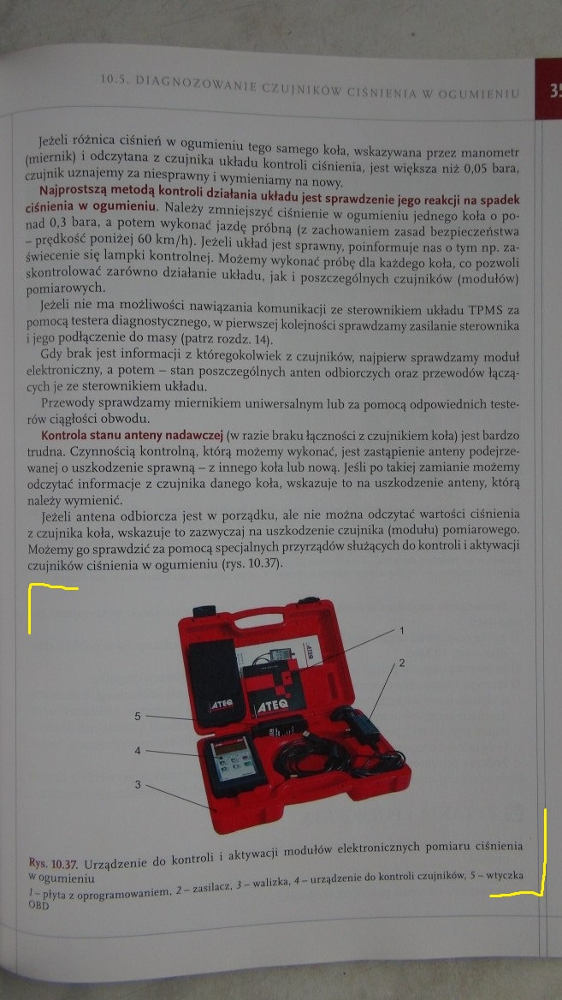 10.5. DIAGNOZOWANIE CZUJNIKÓW CIŚNIENIA W OGUMIENIU
Jeżeli różnica ciśnień w ogumieniu tego samego koła, wskazywana przez manometr
(miernik) i odczytana z czujnika układu kontroli ciśnienia, jest większa niż 0,05 bara,
czujnik uznajemy za niesprawny i wymieniamy na nowy.
Najprostszą metodą kontroli działania układu jest sprawdzenie jego reakcji na spadek
ciśnienia w ogumieniu. Należy zmniejszyć ciśnienie w ogumieniu jednego koła o po-
nad 0,3 bara, a potem wykonać jazdę próbną (z zachowaniem zasad bezpieczeństwa
– prędkość poniżej 60 km/h). Jeżeli układ jest sprawny, poinformuje nas o tym np. za-
świecenie się lampki kontrolnej. Możemy wykonać próbę dla każdego koła, co pozwoli
skontrolować zarówno działanie układu, jak i poszczególnych czujników (modułów)
pomiarowych.
Jeżeli nie ma możliwości nawiązania komunikacji ze sterownikiem układu TPMS za
pomocą testera diagnostycznego, w pierwszej kolejności sprawdzamy zasilanie sterownika
i jego podłączenie do masy (patrz rozdz. 14).
Gdy brak jest informacji z któregokolwiek z czujników, najpierw sprawdzamy moduł
elektroniczny, a potem – stan poszczególnych anten odbiorczych oraz przewodów łączą-
cych je ze sterownikiem układu.
Przewody sprawdzamy miernikiem uniwersalnym lub za pomocą odpowiednich teste-
rów ciągłości obwodu.
Kontrola stanu anteny nadawczej (w razie braku łączności z czujnikiem koła) jest bardzo
trudna. Czynnością kontrolną, którą możemy wykonać, jest zastąpienie anteny podejrze-
wanej o uszkodzenie sprawną – z innego koła lub nową. Jeśli po takiej zamianie możemy
odczytać informacje z czujnika danego koła, wskazuje to na uszkodzenie anteny, którą
należy wymienić.
Jeżeli antena odbiorcza jest w porządku, ale nie można odczytać wartości ciśnienia
z czujnika koła, wskazuje to zazwyczaj na uszkodzenie czujnika (modułu) pomiarowego.
Możemy go sprawdzić za pomocą specjalnych przyrządów służących do kontroli i aktywacji
czujników ciśnienia w ogumieniu (rys. 10.37).
1
2
ATEQ
ATEQ
ATEQ
5
4
3
Rys. 10.37. Urządzenie do kontroli i aktywacji modułów elektronicznych pomiaru ciśnienia
w ogumieniu
1 – płyta z oprogramowaniem, 2 – zasilacz, 3 – walizka, 4 – urządzenie do kontroli czujników, 5 – wtyczka
OBD